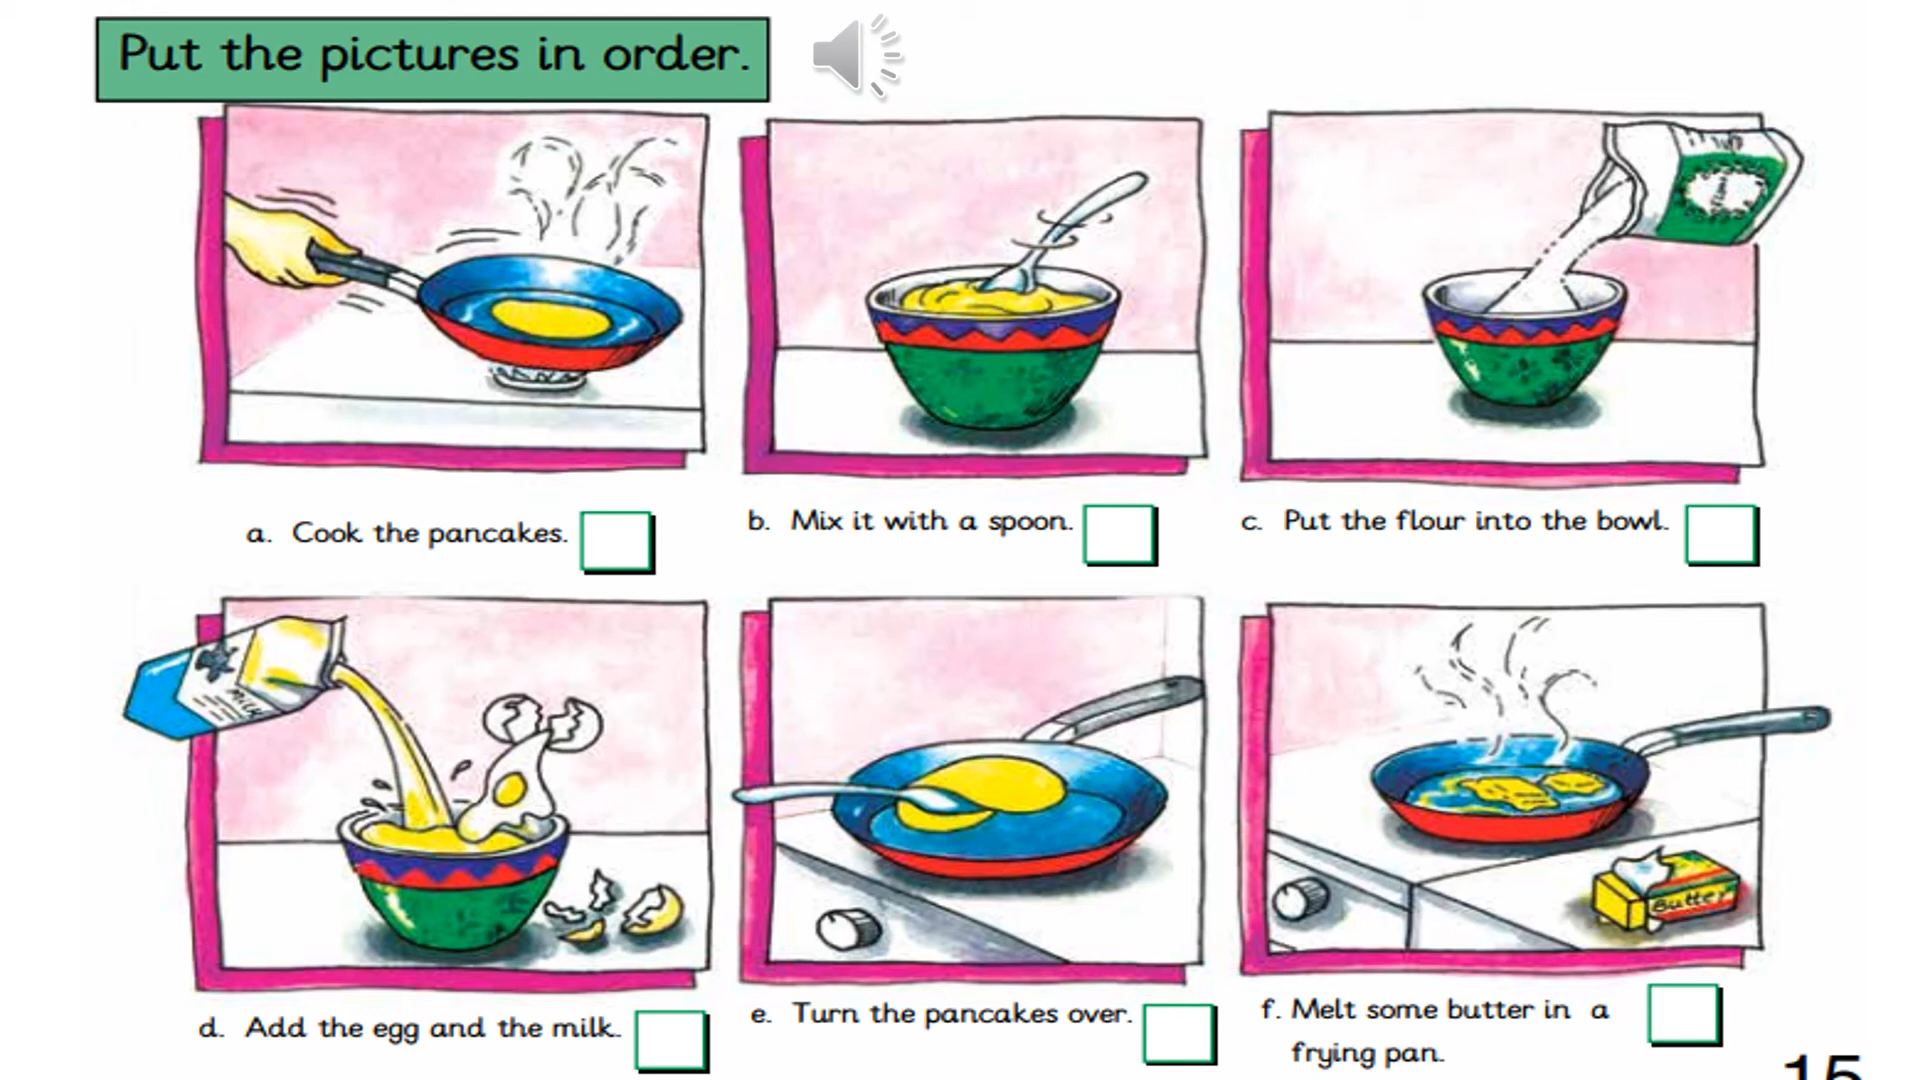 Put the pictures in order.
flour
a. Cook the pancakes.
b. Mix it with a spoon.
c. Put the flour into the bowl.
MILK
Butter
d. Add the egg and the milk.
e. Turn the pancakes over.
f. Melt some butter in a
frying pan.
15